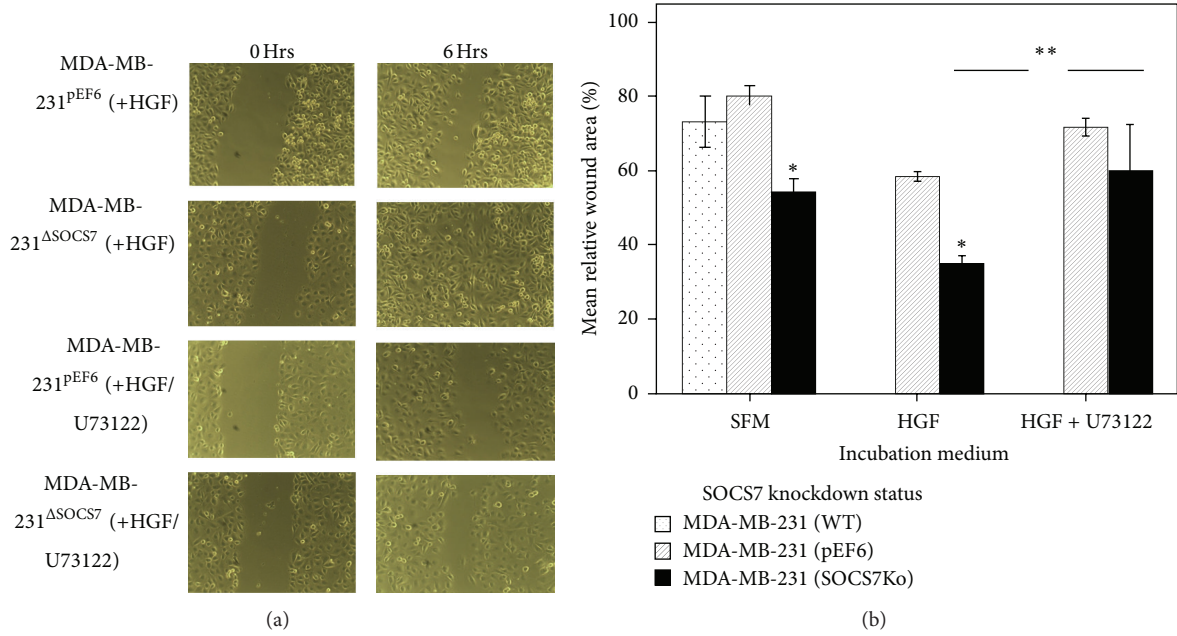 0 Hrs
6 Hrs
MDA-MB-
231pEF6 (+HGF)
MDA-MB-
231ΔSOCS7 (+HGF)
MDA-MB-
231pEF6 (+HGF/
U73122)
MDA-MB-
231ΔSOCS7 (+HGF/
U73122)
(a)
Mean relative wound area (%)
100
80
60
40
20
0
*
*
**
SFM
HGF
HGF + U73122
Incubation medium
SOCS7 knockdown status
MDA-MB-231 (WT)
MDA-MB-231 (pEF6)
MDA-MB-231 (SOCS7Ko)
(b)